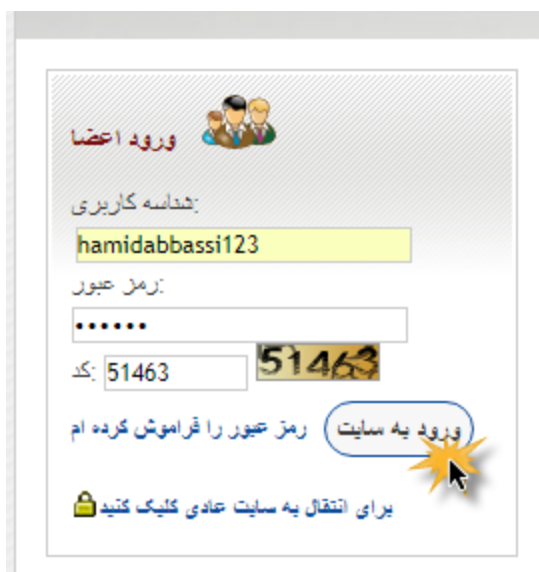 ورود اعضا
شناسه کاربری:
hamidabbassi123
رمز عبور:
••••••
کد: 51463 51463
ورود به سایت رمز عبور را فراموش کرده ام
برای انتقال به سایت عادی کلیک کنید